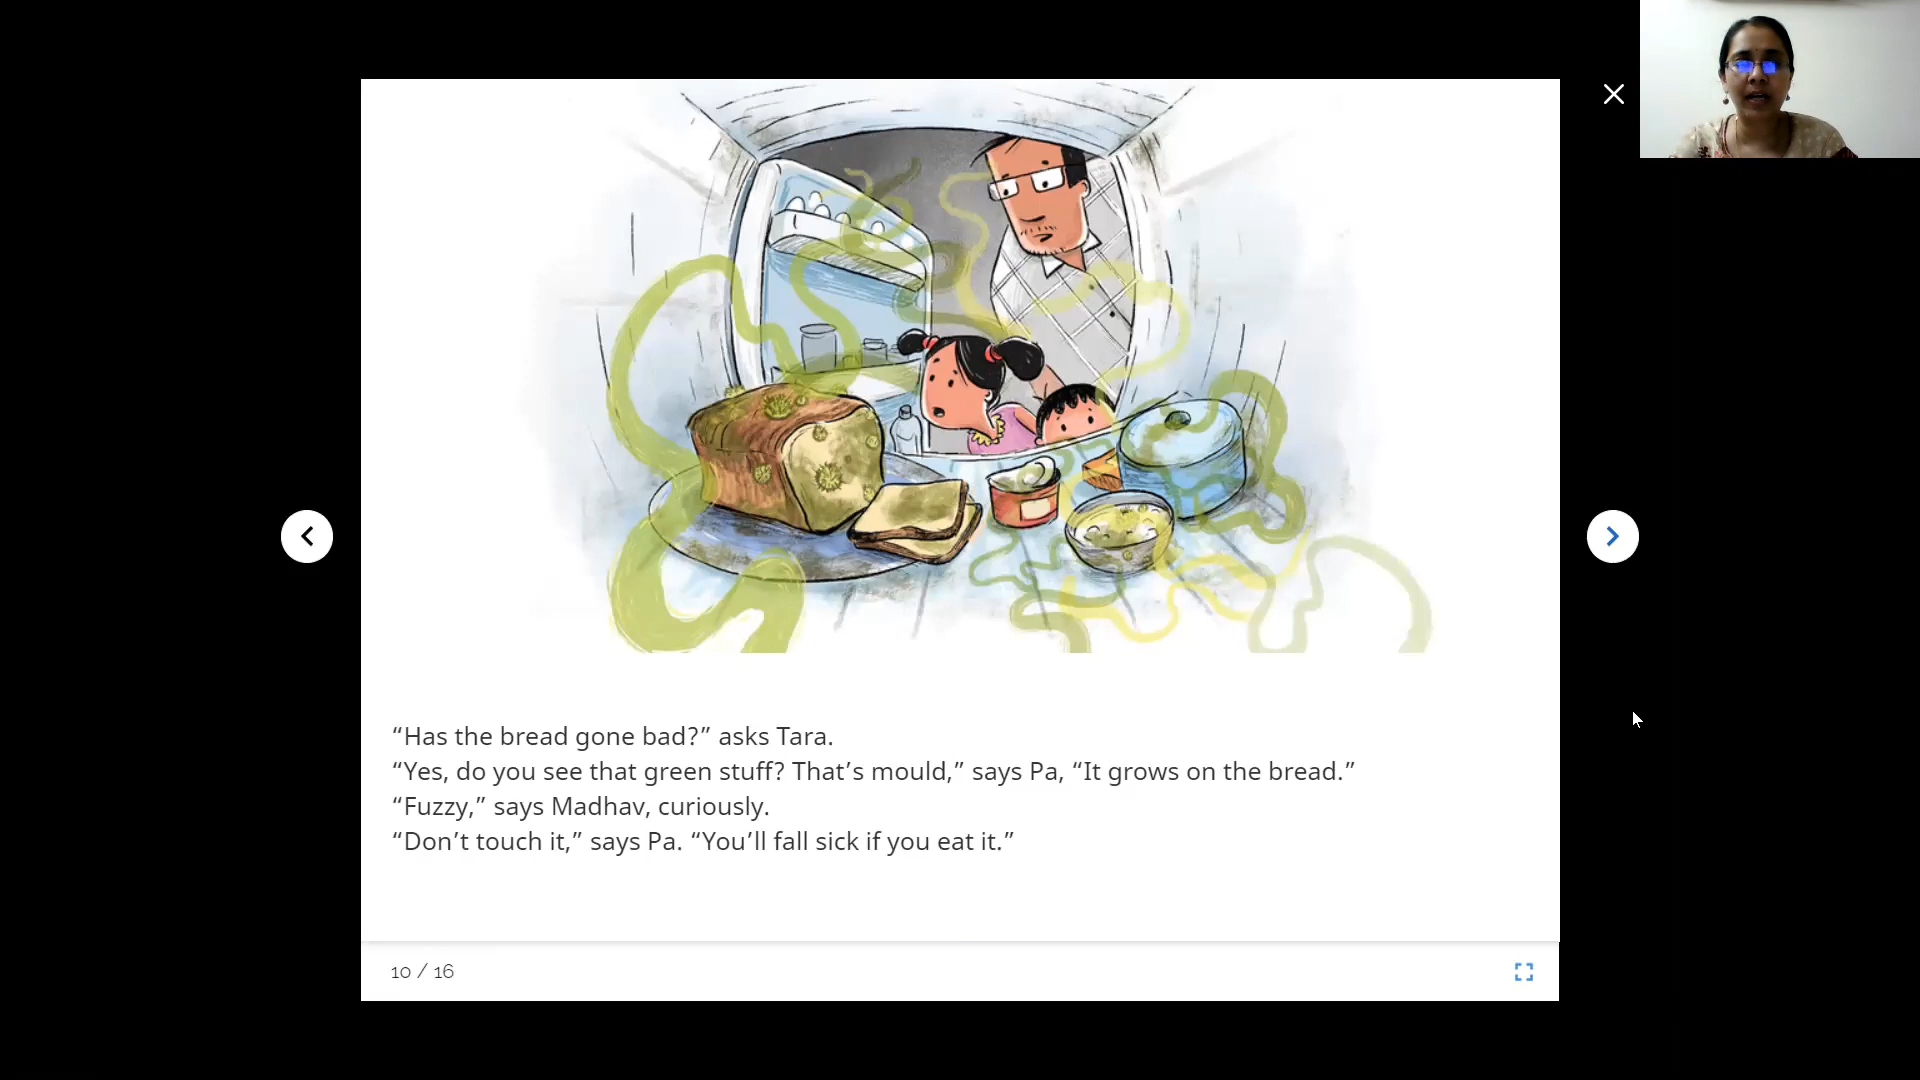 “Has the bread gone bad?” asks Tara.
“Yes, do you see that green stuff? That’s mould,” says Pa, “It grows on the bread.”
“Fuzzy,” says Madhav, curiously.
“Don’t touch it,” says Pa. “You’ll fall sick if you eat it.”
10 / 16